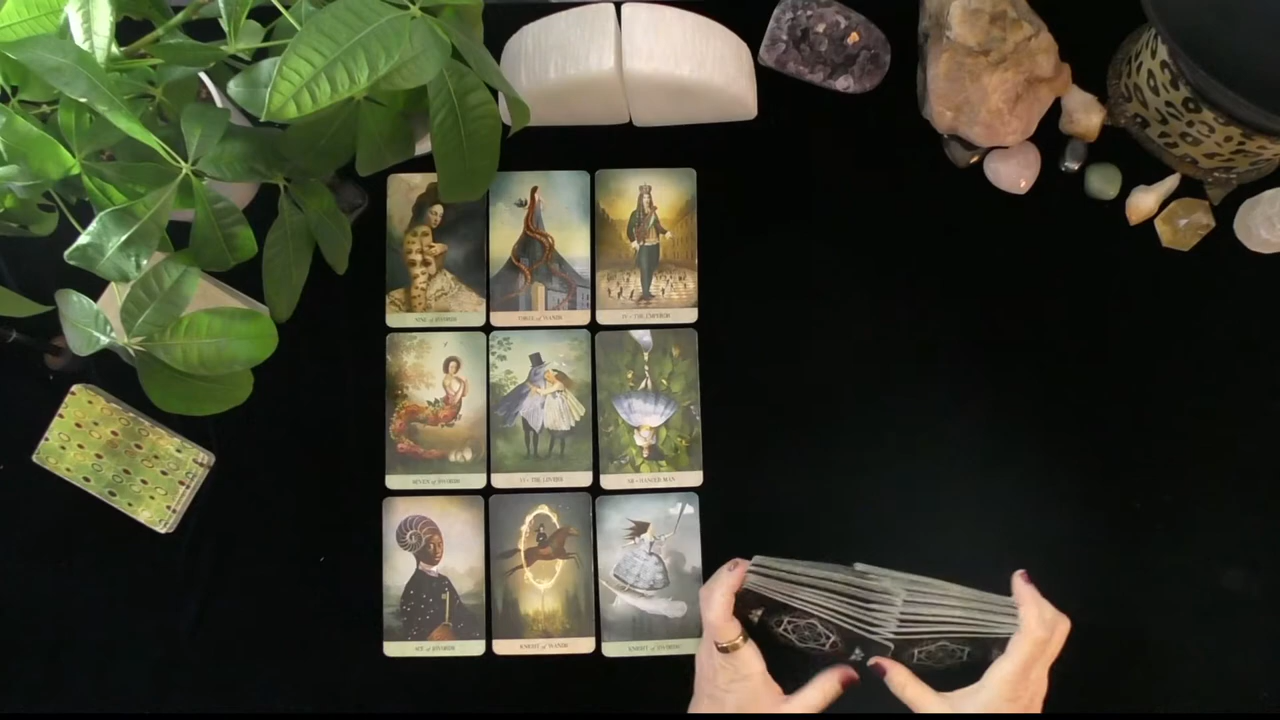 NINE of SWORDS
THREE of WANDS
IV • THE EMPEROR
SEVEN of SWORDS
VI • THE LOVERS
XII • HANGED MAN
ACE of SWORDS
KNIGHT of WANDS
KNIGHT of SWORDS